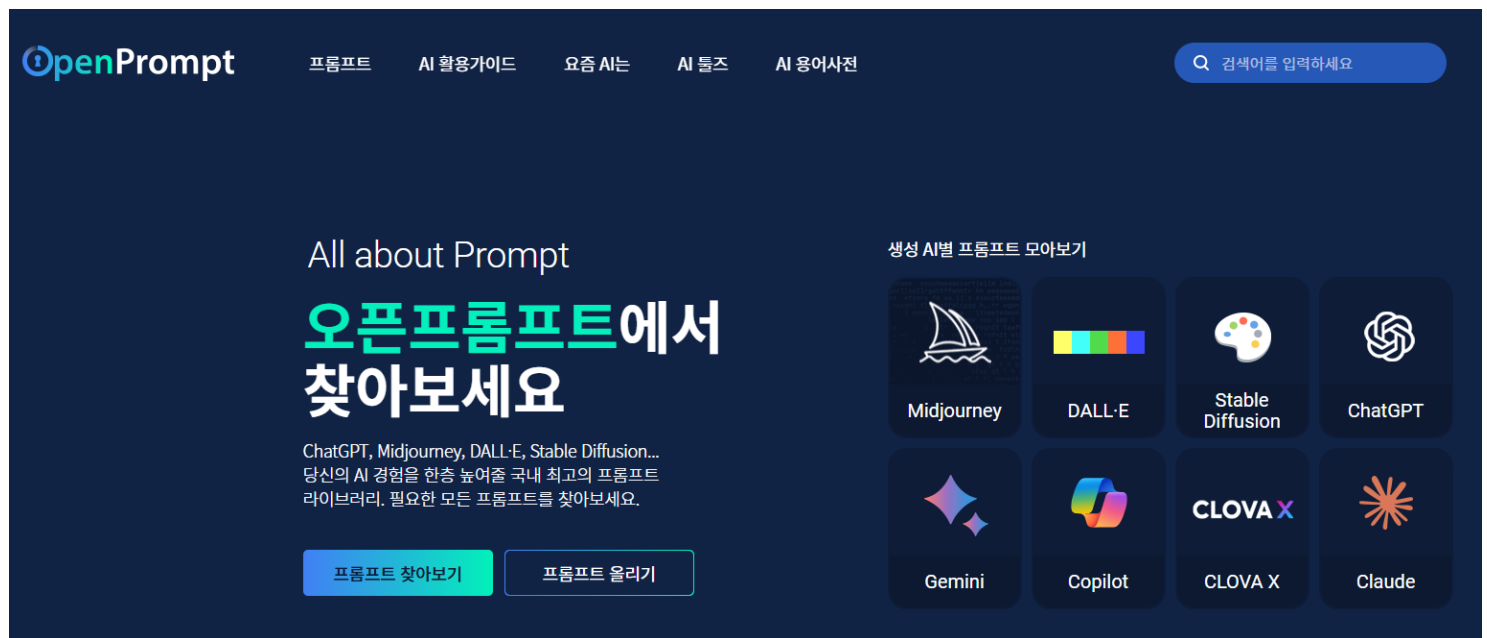 OpenPrompt
프롬프트
AI 활용가이드
요즘 AI는
AI 툴즈
AI 용어사전
검색어를 입력하세요
All about Prompt
오픈프롬프트에서
찾아보세요
ChatGPT, Midjourney, DALL·E, Stable Diffusion...
당신의 AI 경험을 한층 높여줄 국내 최고의 프롬프트
라이브러리. 필요한 모든 프롬프트를 찾아보세요.
프롬프트 찾아보기
프롬프트 올리기
생성 AI별 프롬프트 모아보기
Midjourney
DALL·E
Stable
Diffusion
ChatGPT
Gemini
Copilot
CLOVA X
CLOVA X
Claude